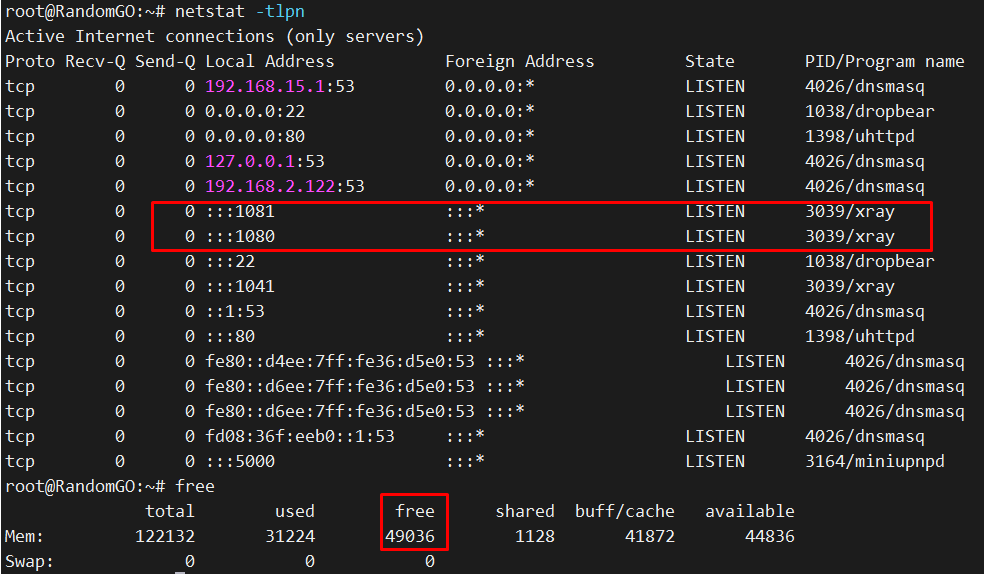 root@RandomGO:~# netstat -tlpn
Active Internet connections (only servers)
Proto Recv-Q Send-Q Local Address           Foreign Address         State       PID/Program name
tcp        0      0 192.168.15.1:53         0.0.0.0:*               LISTEN      4026/dnsmasq
tcp        0      0 0.0.0.0:22              0.0.0.0:*               LISTEN      1038/dropbear
tcp        0      0 0.0.0.0:80              0.0.0.0:*               LISTEN      1398/uhttpd
tcp        0      0 127.0.0.1:53            0.0.0.0:*               LISTEN      4026/dnsmasq
tcp        0      0 192.168.2.122:53        0.0.0.0:*               LISTEN      4026/dnsmasq
tcp        0      0 :::1081                 :::*                    LISTEN      3039/xray
tcp        0      0 :::1080                 :::*                    LISTEN      3039/xray
tcp        0      0 :::22                   :::*                    LISTEN      1038/dropbear
tcp        0      0 :::1041                 :::*                    LISTEN      3039/xray
tcp        0      0 ::1:53                  :::*                    LISTEN      4026/dnsmasq
tcp        0      0 :::80                   :::*                    LISTEN      1398/uhttpd
tcp        0      0 fe80::d4ee:7ff:fe36:d5e0:53 :::*                    LISTEN      4026/dnsmasq
tcp        0      0 fe80::d6ee:7ff:fe36:d5e0:53 :::*                    LISTEN      4026/dnsmasq
tcp        0      0 fe80::d6ee:7ff:fe36:d5e0:53 :::*                    LISTEN      4026/dnsmasq
tcp        0      0 fd08:36f:eeb0::1:53     :::*                    LISTEN      4026/dnsmasq
tcp        0      0 :::5000                 :::*                    LISTEN      3164/miniupnpd
root@RandomGO:~# free
              total        used        free      shared  buff/cache   available
Mem:         122132       31224       49036        1128       41872       44836
Swap:             0           0           0